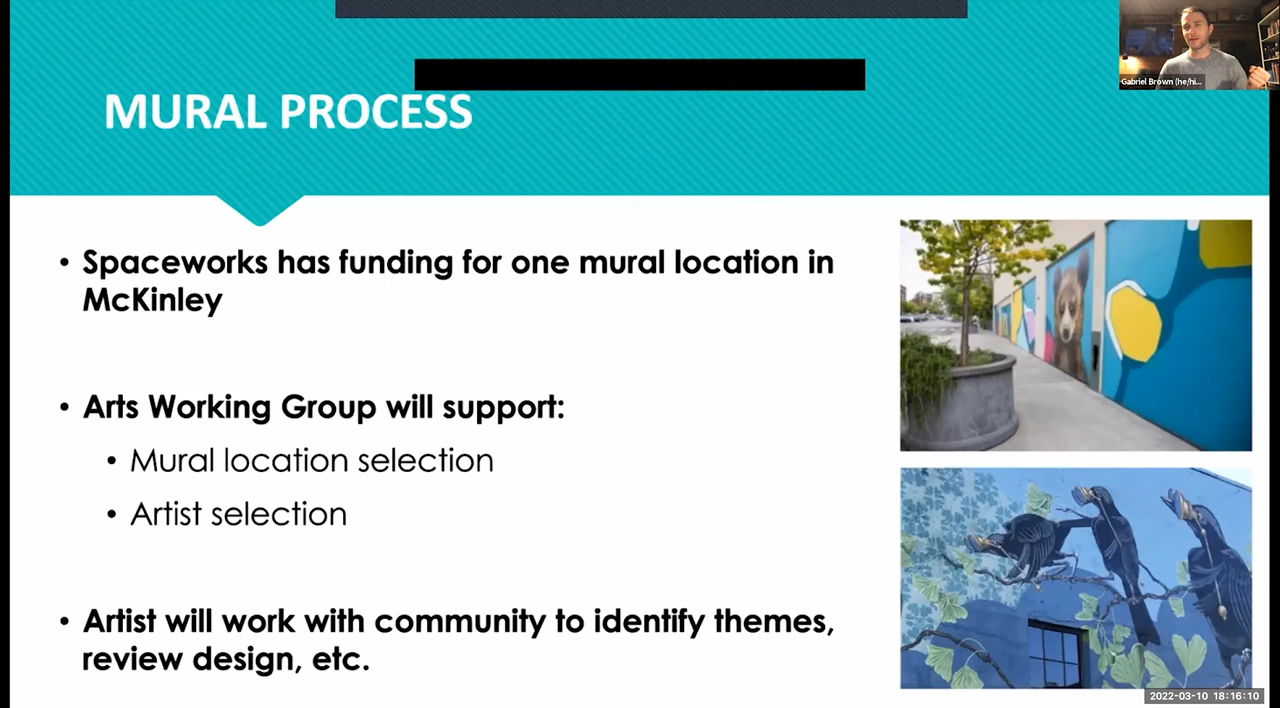 Gabriel Brown (he/hi...
MURAL PROCESS
• Spaceworks has funding for one mural location in
McKinley
• Arts Working Group will support:
• Mural location selection
• Artist selection
• Artist will work with community to identify themes,
review design, etc.
2022-03-10 18:16:10